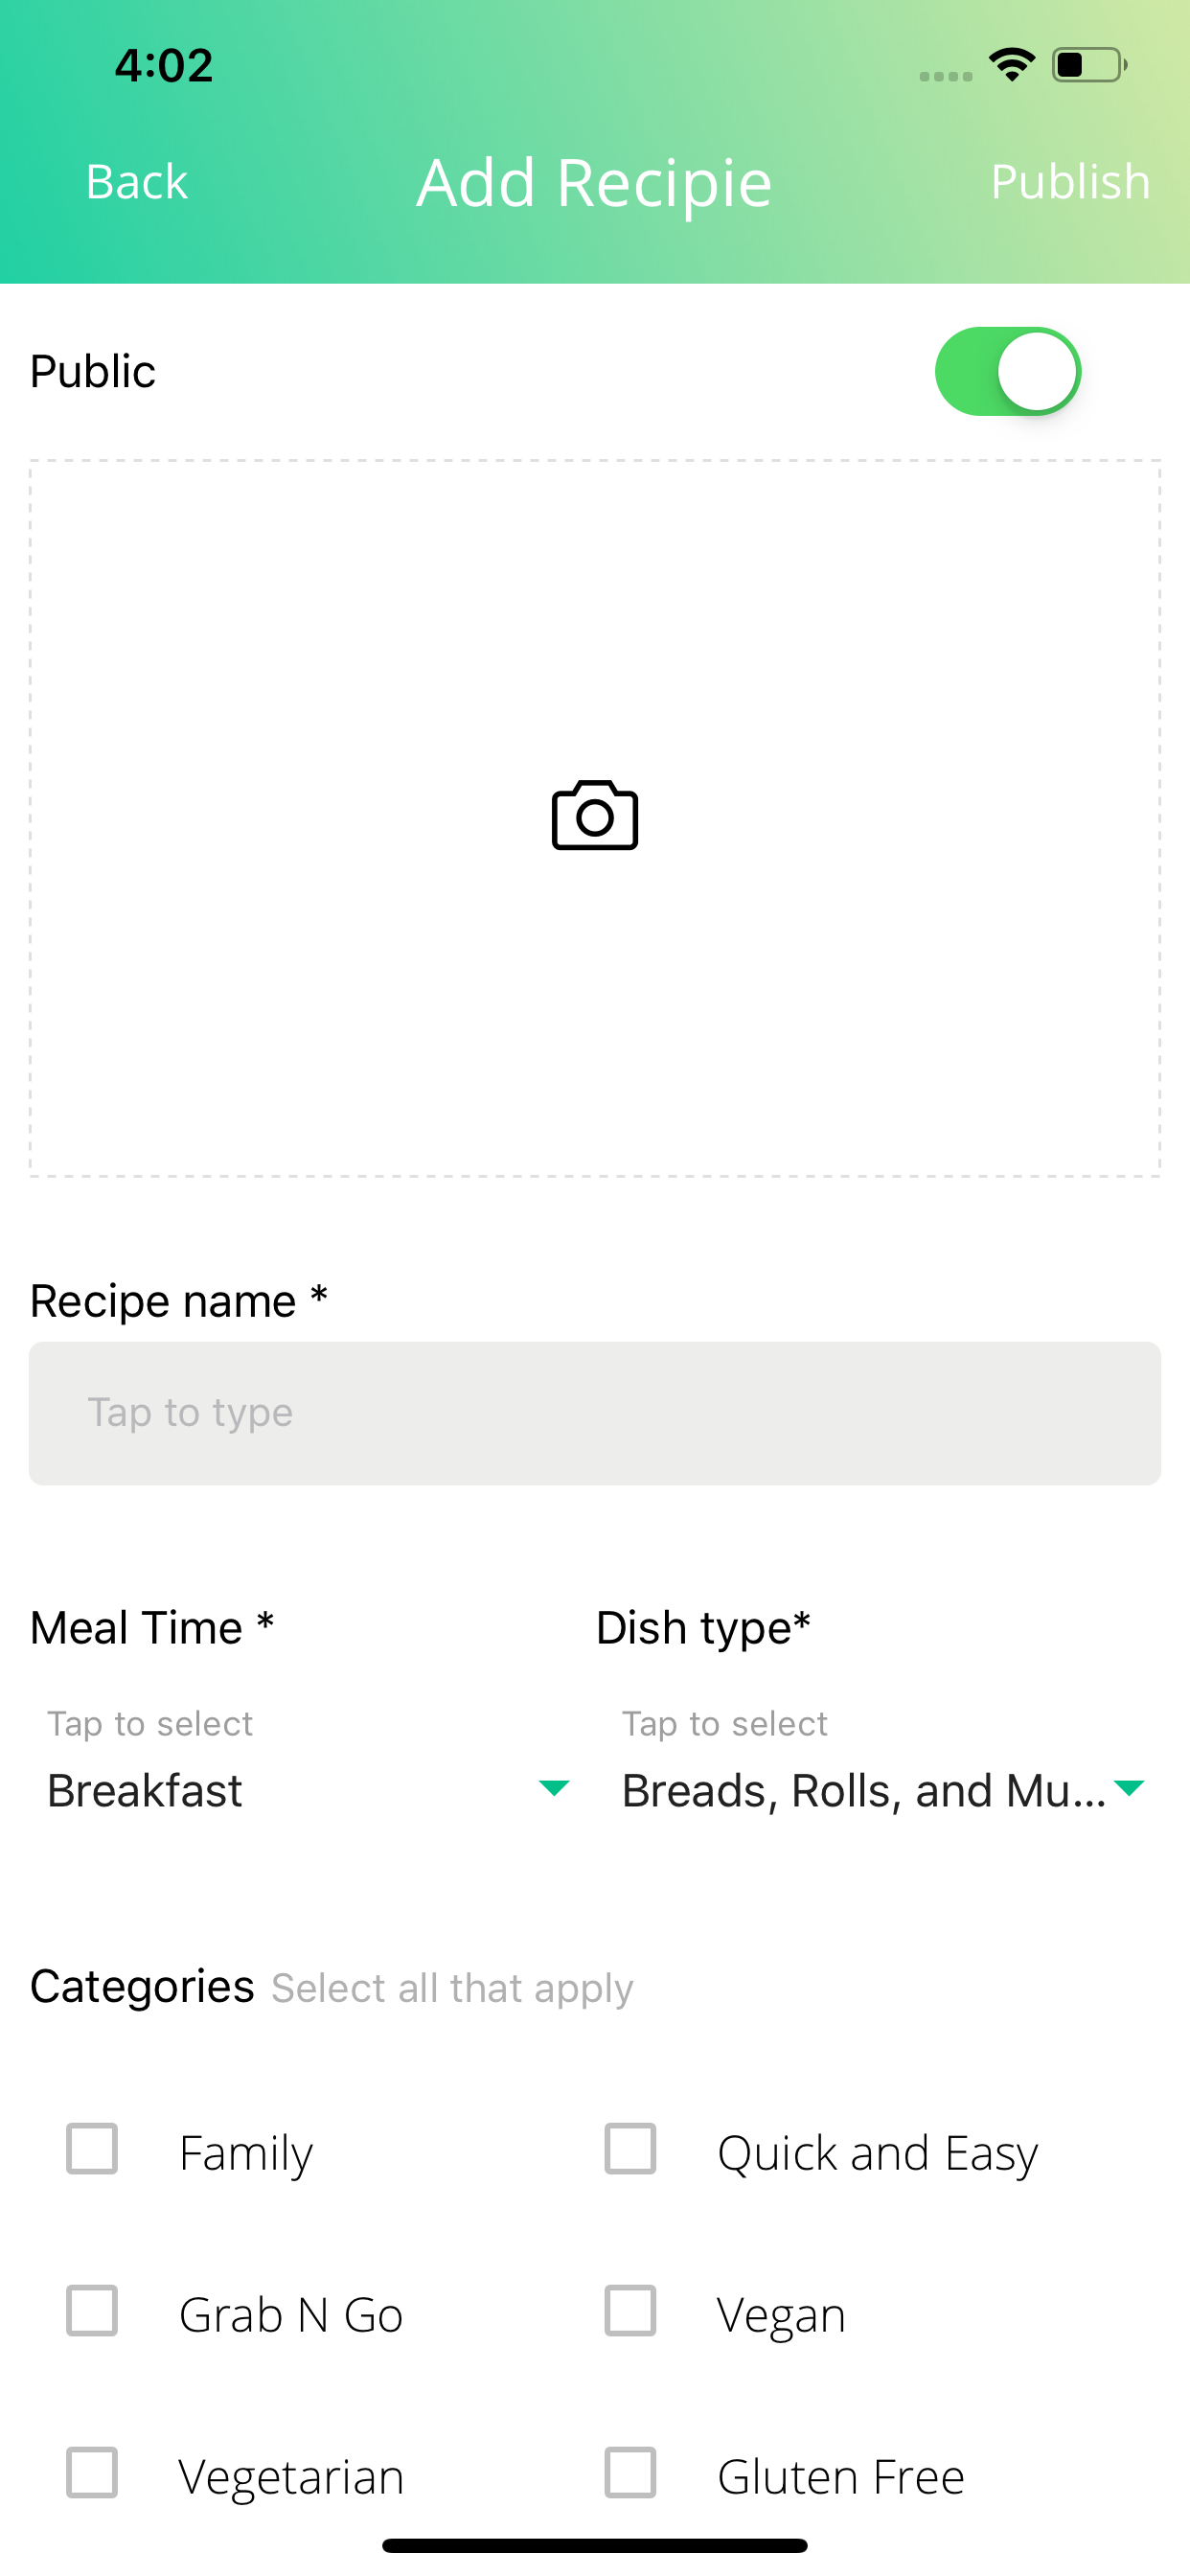 4:02
Back Add Recipie Publish
Public
Recipe name *
Tap to type
Meal Time * Dish type*
Tap to select Tap to select
Breakfast Breads, Rolls, and Mu...
Categories Select all that apply
Family Quick and Easy
Grab N Go Vegan
Vegetarian Gluten Free